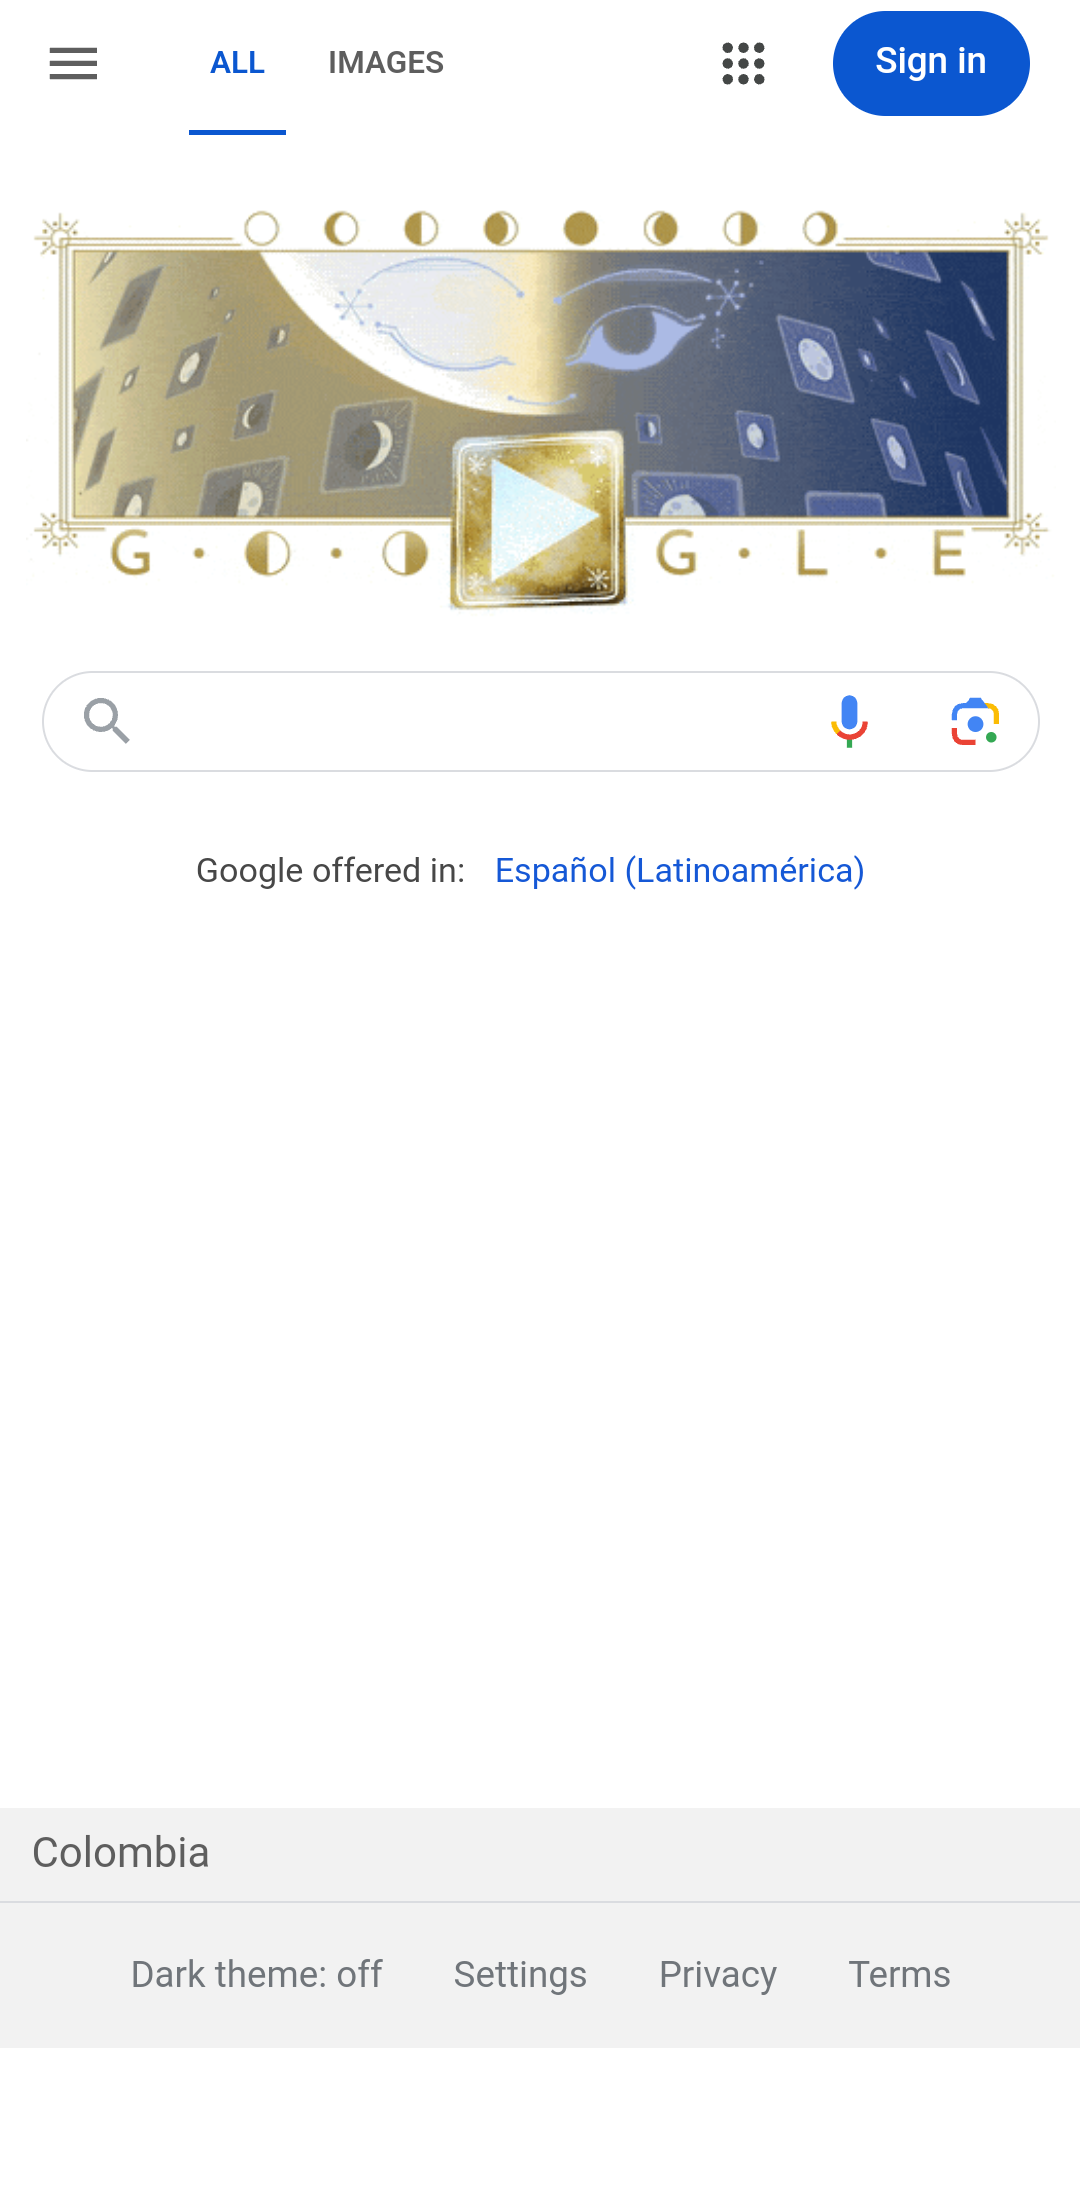 ALL IMAGES Sign in
G · · G · L · E
Google offered in: Español (Latinoamérica)
Colombia
Dark theme: off Settings Privacy Terms